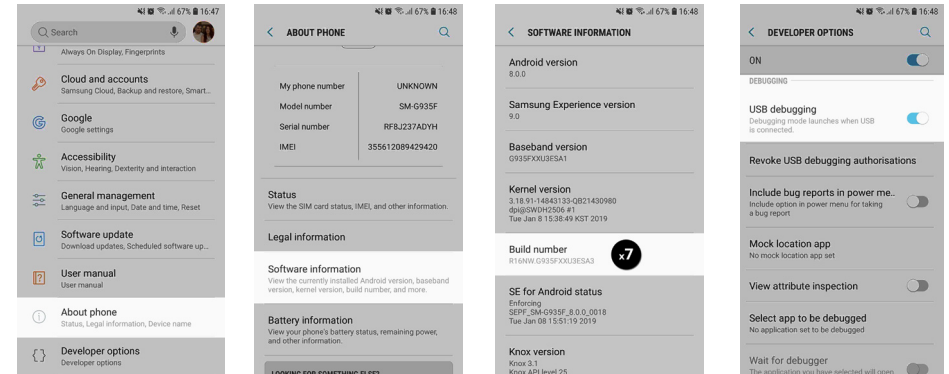 67% 16:47
Search
Always On Display, Fingerprints
Cloud and accounts
Samsung Cloud, Backup and restore, Smart...
Google
Google settings
Accessibility
Vision, Hearing, Dexterity and interaction
General management
Language and input, Date and time, Reset
Software update
Download updates, Scheduled software up...
User manual
User manual
About phone
Status, Legal information, Device name
Developer options
Developer options
67% 16:48
ABOUT PHONE
My phone number UNKNOWN
Model number SM-G935F
Serial number RF8J237ADYH
IMEI 355612089429420
Status
View the SIM card status, IMEI, and other information.
Legal information
Software information
View the currently installed Android version, baseband
version, kernel version, build number, and more.
Battery information
View your phone's battery status, remaining power,
and other information.
LOOKING FOR SOMETHING ELSE?
67% 16:48
SOFTWARE INFORMATION
Android version
8.0.0
Samsung Experience version
9.0
Baseband version
G935FXXU3ESA1
Kernel version
3.18.91-14843133-QB21430980
dpi@SWDH2506 #1
Tue Jan 8 15:38:49 KST 2019
Build number
R16NW.G935FXXU3ESA3
x7
SE for Android status
Enforcing
SEPF_SM-G935F_8.0.0_0018
Tue Jan 08 15:51:19 2019
Knox version
Knox 3.1
Knox API level 25
67% 16:48
DEVELOPER OPTIONS
ON
DEBUGGING
USB debugging
Debugging mode launches when USB
is connected.
Revoke USB debugging authorisations
Include bug reports in power me..
Include option in power menu for taking
a bug report
Mock location app
No mock location app set
View attribute inspection
Select app to be debugged
No application set to be debugged
Wait for debugger
The application you have selected will open